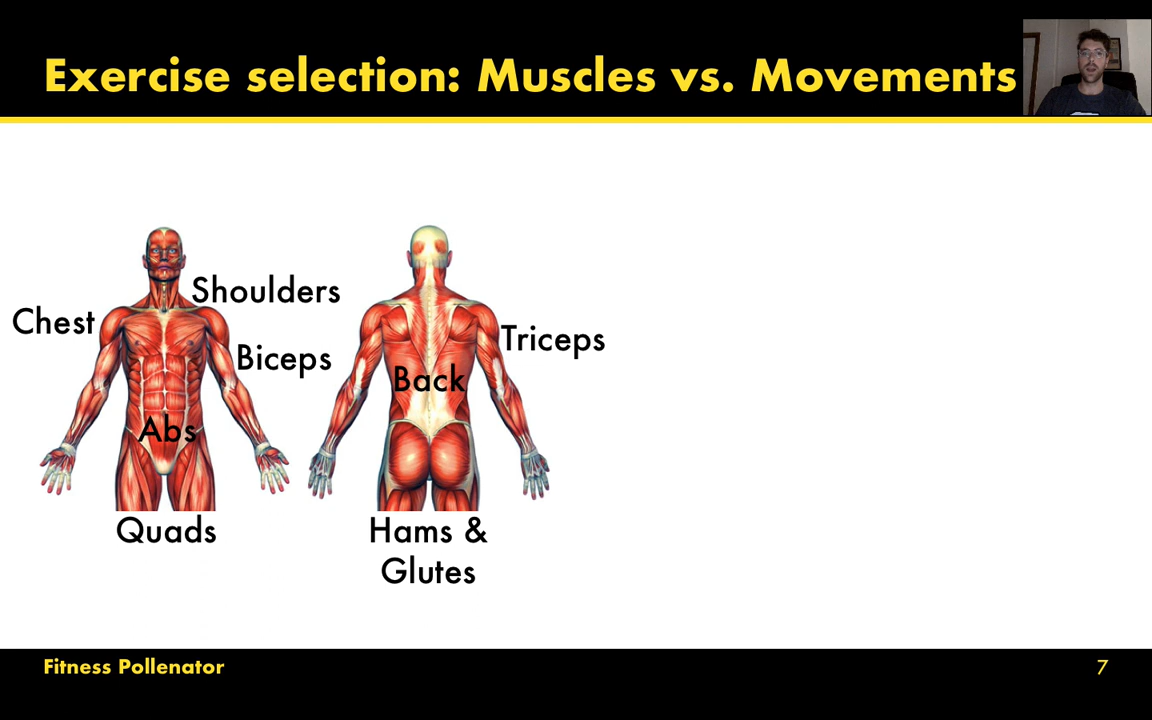 Exercise selection: Muscles vs. Movements
Shoulders
Chest
Triceps
Biceps
Back
Abs
Quads
Hams &
Glutes
Fitness Pollenator
7